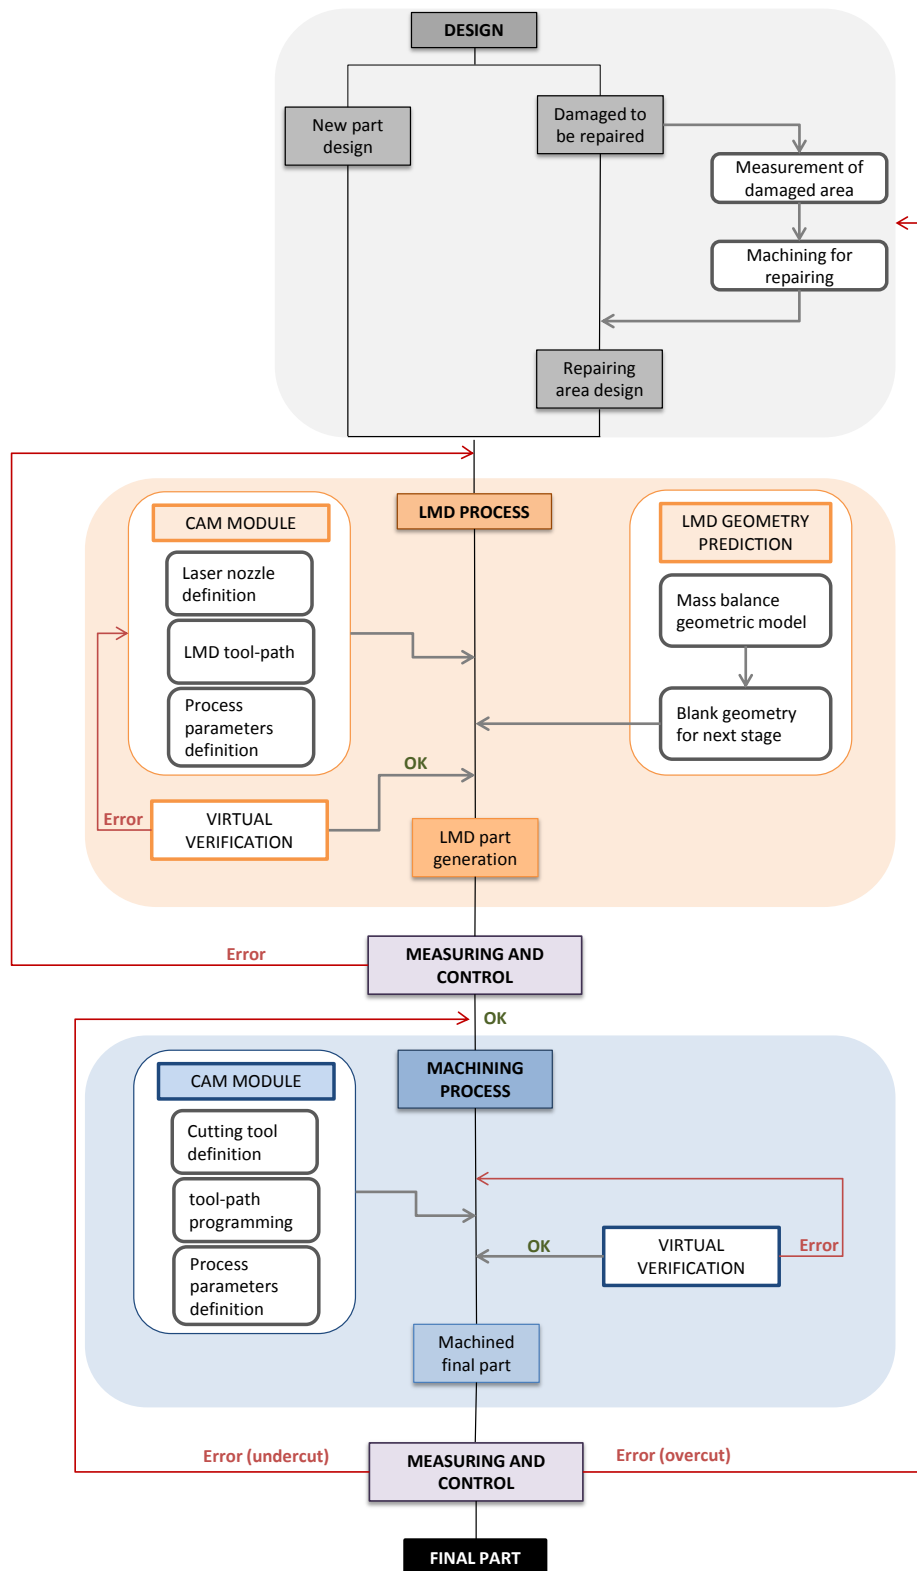 DESIGN
New part
design
Damaged to
be repaired
Measurement of
damaged area
Machining for
repairing
Repairing
area design
LMD PROCESS
CAM MODULE
Laser nozzle
definition
LMD tool-path
Process
parameters
definition
LMD GEOMETRY
PREDICTION
Mass balance
geometric model
Blank geometry
for next stage
OK
Error
VIRTUAL
VERIFICATION
LMD part
generation
Error
MEASURING AND
CONTROL
OK
MACHINING
PROCESS
CAM MODULE
Cutting tool
definition
tool-path
programming
Process
parameters
definition
OK
VIRTUAL
VERIFICATION
Error
Machined
final part
Error (undercut)
MEASURING AND
CONTROL
Error (overcut)
FINAL PART